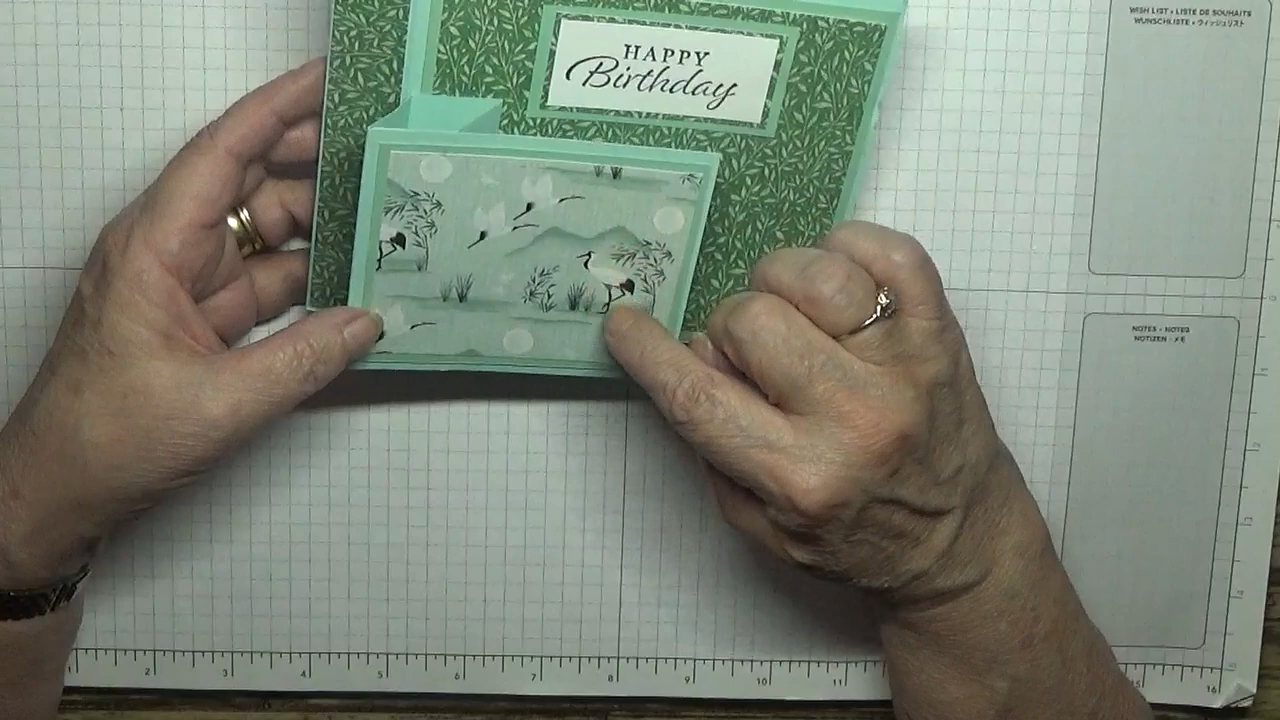 WISH LIST • LISTE DE SOUHAITS
WUNSCHLISTE • ウィッシュリスト
HAPPY
Birthday
NOTES • NOTES
NOTIZEN • メモ
2 3 4 5 6 7 8 9 10 11 16